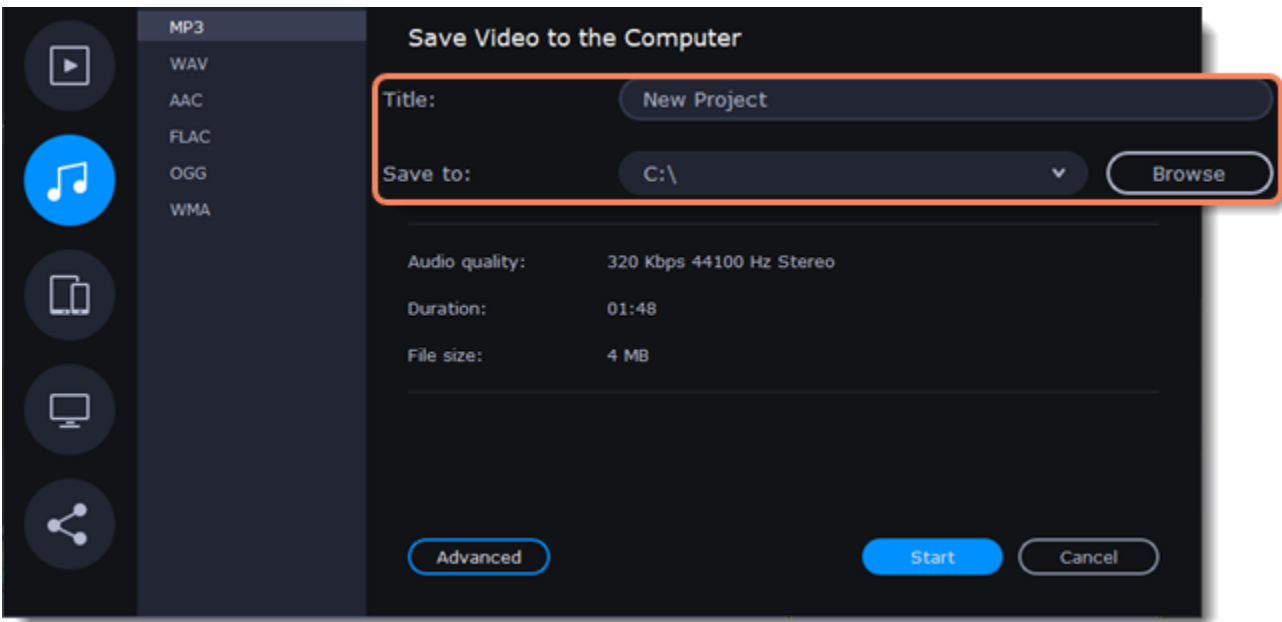 MP3
WAV
AAC
FLAC
OGG
WMA
Save Video to the Computer
Title: New Project
Save to: C:\ Browse
Audio quality: 320 Kbps 44100 Hz Stereo
Duration: 01:48
File size: 4 MB
Advanced Start Cancel